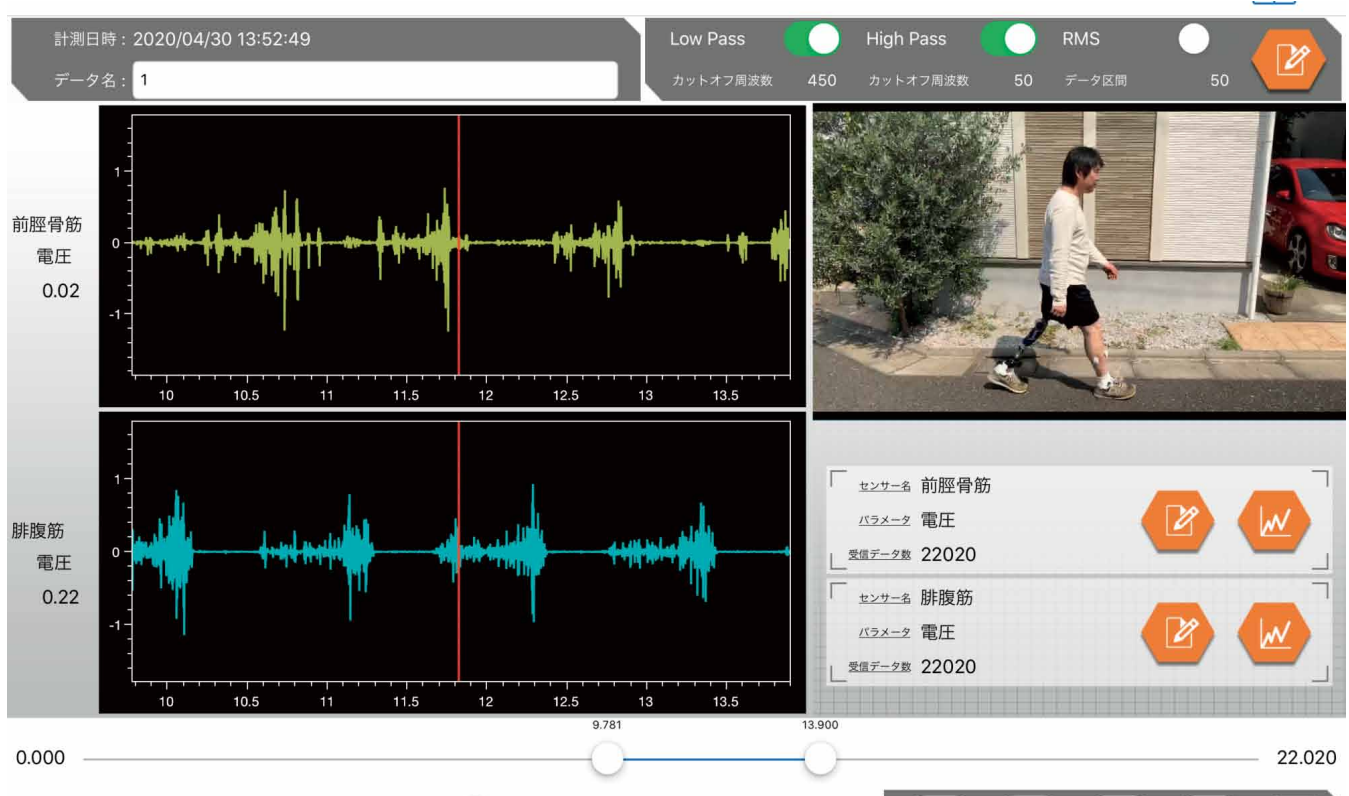 計測日時 : 2020/04/30 13:52:49
データ名 : 1
Low Pass High Pass RMS
カットオフ周波数 450 カットオフ周波数 50 データ区間 50
前脛骨筋
電圧
0.02
1
0
-1
10 10.5 11 11.5 12 12.5 13 13.5
腓腹筋
電圧
0.22
1
0
-1
10 10.5 11 11.5 12 12.5 13 13.5
センサー名 前脛骨筋
パラメータ 電圧
受信データ数 22020
センサー名 腓腹筋
パラメータ 電圧
受信データ数 22020
9.781 13.900
0.000 22.020